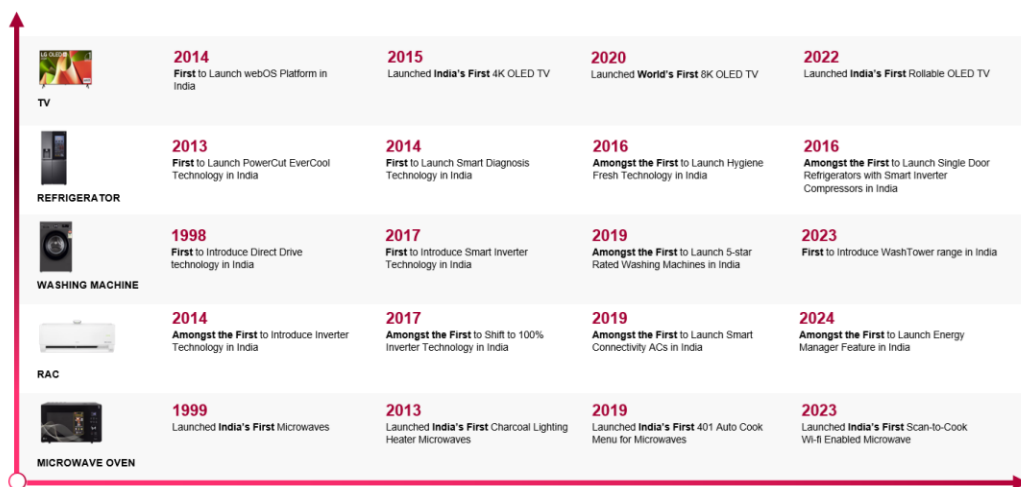 LG OLED
TV
2014
First to Launch webOS Platform in
India
2015
Launched India's First 4K OLED TV
2020
Launched World's First 8K OLED TV
2022
Launched India's First Rollable OLED TV
REFRIGERATOR
2013
First to Launch PowerCut EverCool
Technology in India
2014
First to Launch Smart Diagnosis
Technology in India
2016
Amongst the First to Launch Hygiene
Fresh Technology in India
2016
Amongst the First to Launch Single Door
Refrigerators with Smart Inverter
Compressors in India
WASHING MACHINE
1998
First to Introduce Direct Drive
technology in India
2017
First to Introduce Smart Inverter
Technology in India
2019
Amongst the First to Launch 5-star
Rated Washing Machines in India
2023
First to Introduce WashTower range in India
RAC
2014
Amongst the First to Introduce Inverter
Technology in India
2017
Amongst the First to Shift to 100%
Inverter Technology in India
2019
Amongst the First to Launch Smart
Connectivity ACs in India
2024
Amongst the First to Launch Energy
Manager Feature in India
MICROWAVE OVEN
1999
Launched India's First Microwaves
2013
Launched India's First Charcoal Lighting
Heater Microwaves
2019
Launched India's First 401 Auto Cook
Menu for Microwaves
2023
Launched India's First Scan-to-Cook
Wi-fi Enabled Microwave